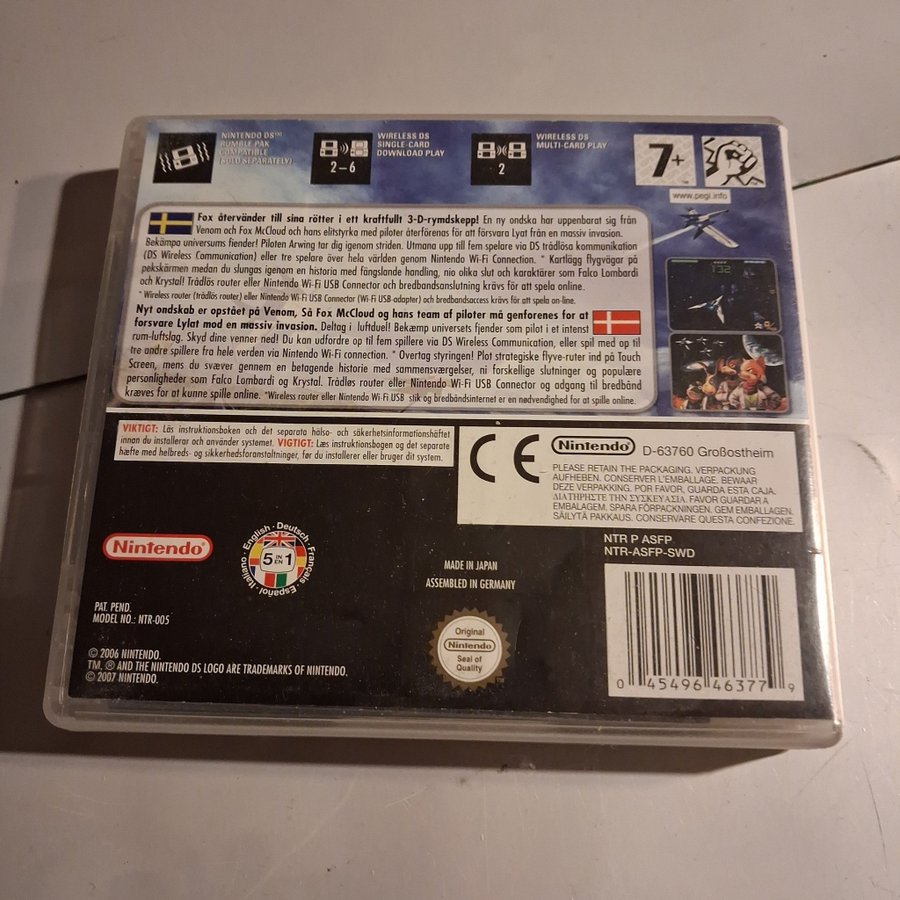 NINTENDO DS™
RUMBLE PAK
COMPATIBLE
(SOLD SEPARATELY)
2–6
WIRELESS DS
SINGLE-CARD
DOWNLOAD PLAY
2
WIRELESS DS
MULTI-CARD PLAY
7+
www.pegi.info
Fox återvänder till sina rötter i ett kraftfullt 3-D-rymdskepp! En ny ondska har uppenbarat sig från
Venom och Fox McCloud och hans elitstyrka med piloter återförenas för att försvara Lyat från en massiv invasion.
Bekämpa universums fiender! Piloten Arwing tar dig igenom striden. Utmana upp till fem spelare via DS trådlösa kommunikation
(DS Wireless Communication) eller tre spelare över hela världen genom Nintendo Wi-Fi Connection. * Kartlägg flygvägar på
pekskärmen medan du slungas igenom en historia med fängslande handling, nio olika slut och karaktärer som Falco Lombardi
och Krystal! Trådlös router eller Nintendo Wi-Fi USB Connector och bredbandsanslutning krävs för att spela online.
* Wireless router (trådlös router) eller Nintendo Wi-Fi USB Connector (Wi-Fi USB-adapter) och bredbandsaccess krävs för att spela on-line.
Nyt ondskab er opstået på Venom, Så Fox McCloud og hans team af piloter må genforenes for at
forsvare Lylat mod en massiv invasion. Deltag i luftduel! Bekæmp universets fjender som pilot i et intenst
rum-luftslag. Skyd dine venner ned! Du kan udfordre op til fem spillere via DS Wireless Communication, eller spil med op til
tre andre spillere fra hele verden via Nintendo Wi-Fi connection. * Overtag styringen! Plot strategiske flyve-ruter ind på Touch
Screen, mens du svæver gennem en betagende historie med sammensværgelser, ni forskellige slutninger og populære
personligheder som Falco Lombardi og Krystal. Trådløs router eller Nintendo Wi-Fi USB Connector og adgang til bredbånd
kræves for at kunne spille online. *Wireless router eller Nintendo Wi-Fi USB stik og bredbåndsinternet er en nødvendighed for at spille online.
132
VIKTIGT: Läs instruktionsboken och det separata hälso- och säkerhetsinformationshäftet
innan du installerar och använder systemet. VIGTIGT: Læs instruktionsbogen og det separate
hæfte med helbreds- og sikkerhedsforanstaltninger, før du installerer eller bruger dit system.
CE
Nintendo® D-63760 Großostheim
PLEASE RETAIN THE PACKAGING. VERPACKUNG
AUFHEBEN. CONSERVER L'EMBALLAGE. BEWAAR
DEZE VERPAKKING. POR FAVOR, GUARDA ESTA CAJA.
ΔΙΑΤΗΡΗΣΤΕ ΤΗΝ ΣΥΣΚΕΥΑΣΙΑ. FAVOR GUARDAR A
EMBALAGEM. SPARA FÖRPACKNINGEN. GEM EMBALLAGEN.
SÄILYTÄ PAKKAUS. CONSERVARE QUESTA CONFEZIONE.
NTR P ASFP
NTR-ASFP-SWD
Nintendo®
English · Deutsch · Français · Español · Italiano ·
5 IN EN 1
MADE IN JAPAN
ASSEMBLED IN GERMANY
PAT. PEND.
MODEL NO.: NTR-005
Original
Nintendo
Seal of
Quality
© 2006 NINTENDO.
TM, ® AND THE NINTENDO DS LOGO ARE TRADEMARKS OF NINTENDO.
© 2007 NINTENDO.
0 45496 46377 9